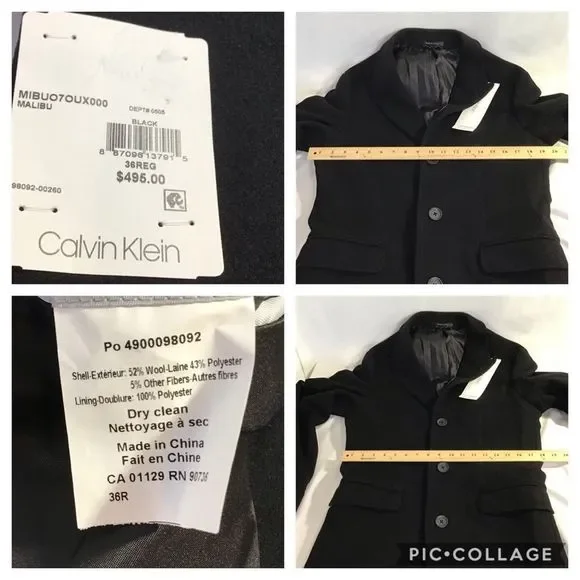 MIBUO7OUX000
MALIBU
DEPT# 0505
BLACK
8 87098 13791 5
36REG
$495.00
98092-00260
Calvin Klein
Po 4900098092
Shell-Extérieur: 52% Wool-Laine 43% Polyester
5% Other Fibers-Autres fibres
Lining-Doublure: 100% Polyester
Dry clean
Nettoyage à sec
Made in China
Fait en Chine
CA 01129 RN 90736
36R
PIC•COLLAGE